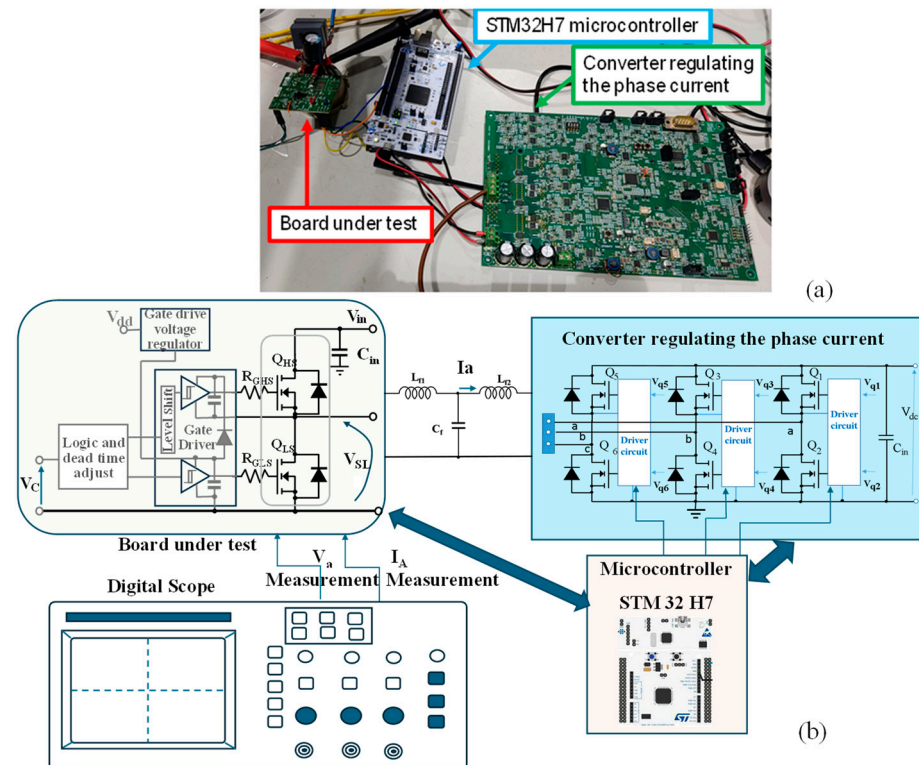 STM32H7 microcontroller
Converter regulating
the phase current
Board under test
(a)
Vdd
Gate drive
voltage
regulator
Vin
Cin
QHS
RGHS
Level Shift
Gate
Driver
Logic and
dead time
adjust
QLS
RGLS
VC
VSL
Board under test
Lf1
Ia
Lf2
Cf
Converter regulating the phase current
Q5
Q3
Q1
Vq5
Vq3
Vq1
Driver
circuit
Driver
circuit
Driver
circuit
a
b
c
b
a
Q6
Q4
Q2
Vq6
Vq4
Vq2
Vdc
Cin
Va
Measurement
IA
Measurement
Digital Scope
Microcontroller
STM 32 H7
ST
(b)